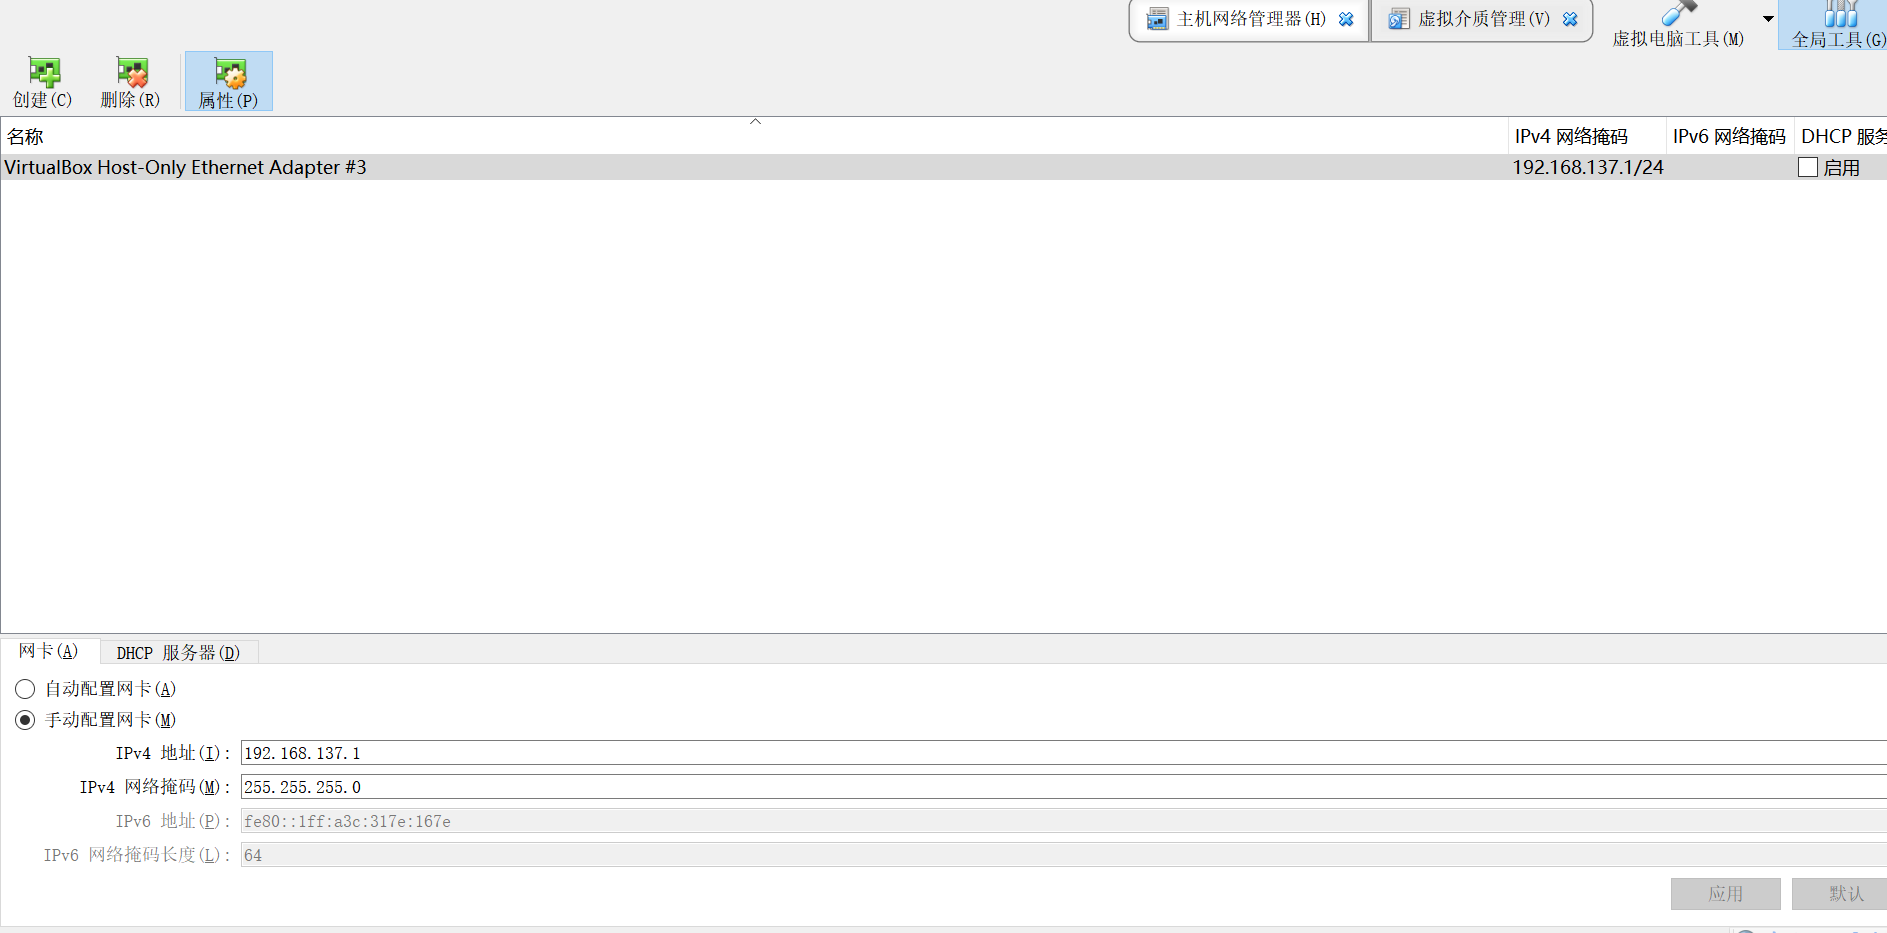 主机网络管理器(H)
虚拟介质管理(V)
虚拟电脑工具(M)
全局工具(G)
创建(C)
删除(R)
属性(P)
名称
IPv4 网络掩码
IPv6 网络掩码
DHCP 服务
VirtualBox Host-Only Ethernet Adapter #3
192.168.137.1/24
启用
网卡(A)
DHCP 服务器(D)
自动配置网卡(A)
手动配置网卡(M)
IPv4 地址(I): 192.168.137.1
IPv4 网络掩码(M): 255.255.255.0
IPv6 地址(P): fe80::1ff:a3c:317e:167e
IPv6 网络掩码长度(L): 64
应用
默认